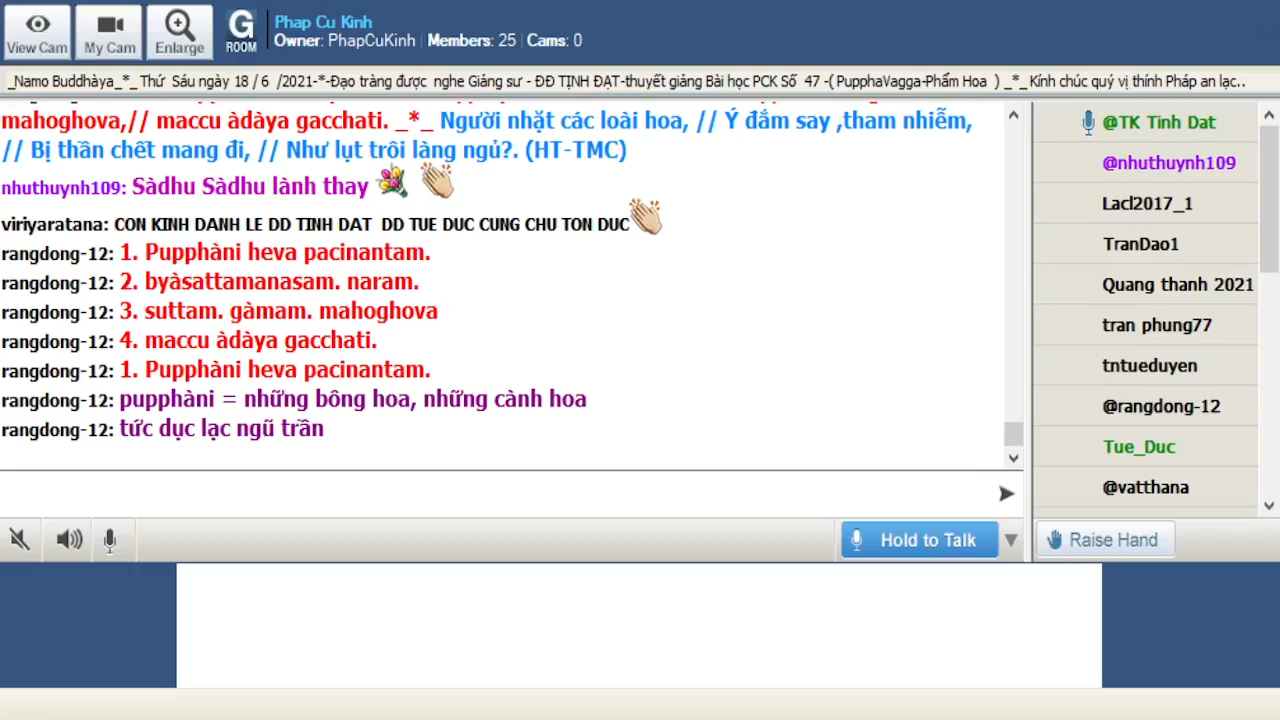 View Cam
My Cam
Enlarge
G
ROOM
Phap Cu Kinh
Owner: PhapCuKinh | Members: 25 | Cams: 0
_Namo Buddhàya_*_Thứ Sáu ngày 18 / 6 /2021-*-Đạo tràng được nghe Giảng sư - ĐĐ TỊNH ĐẠT-thuyết giảng Bài học PCK Số 47 -( PupphaVagga-Phẩm Hoa ) _*_Kính chúc quý vị thính Pháp an lạc..
mahoghova,// maccu àdàya gacchati. _*_ Người nhặt các loài hoa, // Ý đắm say ,tham nhiễm,
// Bị thần chết mang đi, // Như lụt trôi làng ngủ?. (HT-TMC)
nhuthuynh109: Sàdhu Sàdhu lành thay
viriyaratana: CON KINH DANH LE DD TINH DAT DD TUE DUC CUNG CHU TON DUC
rangdong-12: 1. Pupphàni heva pacinantam.
rangdong-12: 2. byàsattamanasam. naram.
rangdong-12: 3. suttam. gàmam. mahoghova
rangdong-12: 4. maccu àdàya gacchati.
rangdong-12: 1. Pupphàni heva pacinantam.
rangdong-12: pupphàni = những bông hoa, những cành hoa
rangdong-12: tức dục lạc ngũ trần
@TK Tinh Dat
@nhuthuynh109
Lacl2017_1
TranDao1
Quang thanh 2021
tran phung77
tntueduyen
@rangdong-12
Tue_Duc
@vatthana
Hold to Talk
Raise Hand